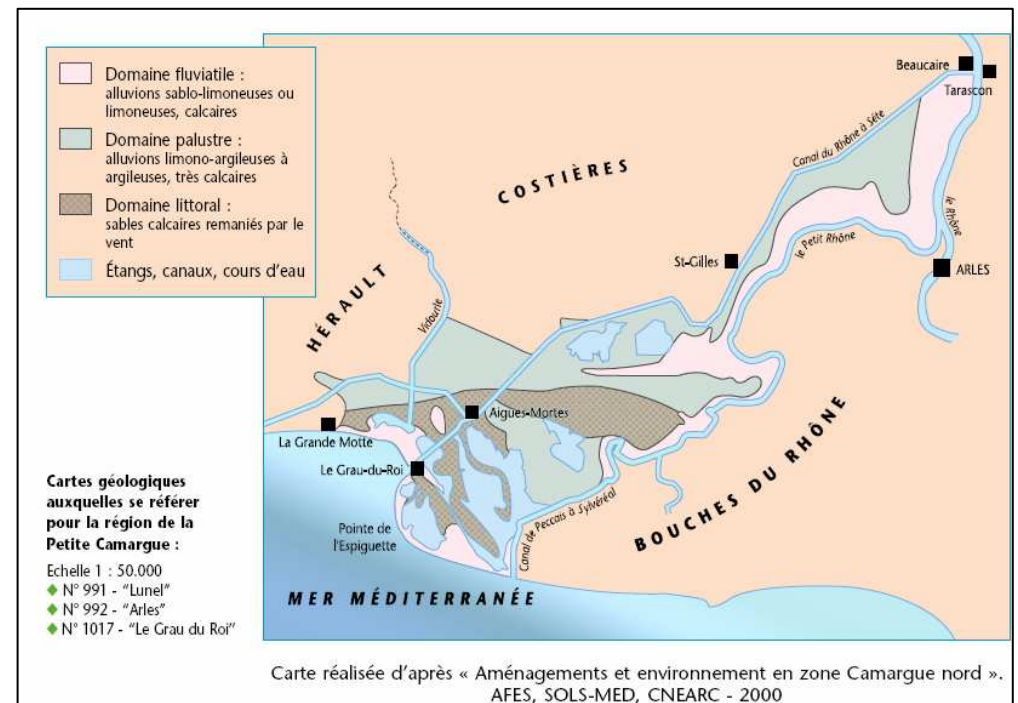 Domaine fluviatile :
alluvions sablo-limoneuses ou
limoneuses, calcaires
Domaine palustre :
alluvions limono-argileuses à
argileuses, très calcaires
Domaine littoral :
sables calcaires remaniés par le
vent
Étangs, canaux, cours d'eau
Beaucaire
Tarascon
Canal du Rhône à Sète
COSTIÈRES
le Rhône
le Petit Rhône
St-Gilles
ARLES
HÉRAULT
Vidourle
Aigues-Mortes
La Grande Motte
Le Grau-du-Roi
BOUCHES DU RHÔNE
Canal de Peccais à Sylvéréal
Pointe de
l'Espiguette
MER MÉDITERRANÉE
Cartes géologiques
auxquelles se référer
pour la région de la
Petite Camargue :
Echelle 1 : 50.000
◆ N° 991 - "Lunel"
◆ N° 992 - "Arles"
◆ N° 1017 - "Le Grau du Roi"
Carte réalisée d'après « Aménagements et environnement en zone Camargue nord ».
AFES, SOLS-MED, CNEARC - 2000